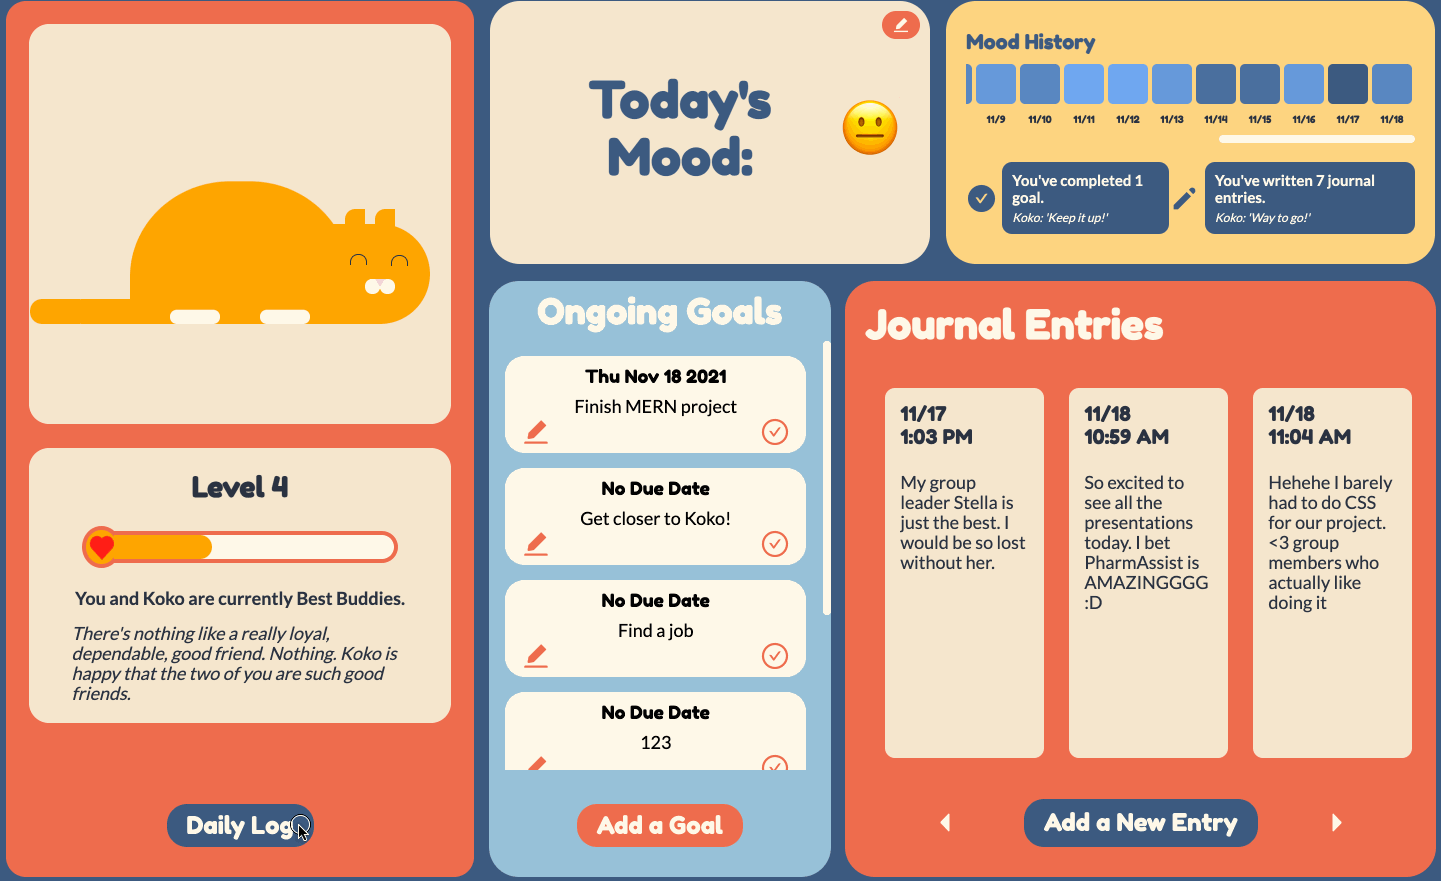 Level 4
You and Koko are currently Best Buddies.
There's nothing like a really loyal,
dependable, good friend. Nothing. Koko is
happy that the two of you are such good
friends.
Daily Log
Today's
Mood:
Mood History
11/9 11/10 11/11 11/12 11/13 11/14 11/15 11/16 11/17 11/18
You've completed 1
goal.
Koko: 'Keep it up!'
You've written 7 journal
entries.
Koko: 'Way to go!'
Ongoing Goals
Thu Nov 18 2021
Finish MERN project
No Due Date
Get closer to Koko!
No Due Date
Find a job
No Due Date
123
Add a Goal
Journal Entries
11/17
1:03 PM
My group
leader Stella is
just the best. I
would be so lost
without her.
11/18
10:59 AM
So excited to
see all the
presentations
today. I bet
PharmAssist is
AMAZINGGGG
:D
11/18
11:04 AM
Hehehe I barely
had to do CSS
for our project.
<3 group
members who
actually like
doing it
Add a New Entry